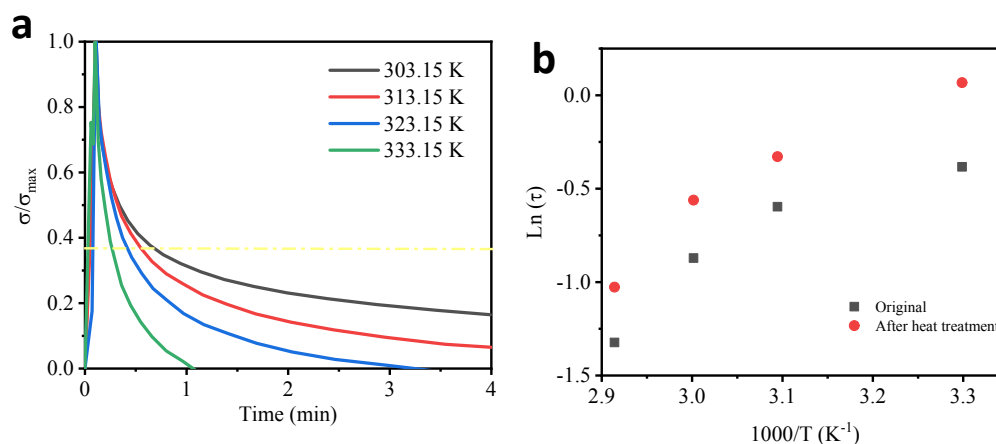 a
1.0
0.8
0.6
0.4
0.2
0.0
0
1
2
3
4
σ/σmax
Time (min)
303.15 K
313.15 K
323.15 K
333.15 K
b
0.0
-0.5
-1.0
-1.5
2.9
3.0
3.1
3.2
3.3
Ln (τ)
1000/T (K-1)
Original
After heat treatment